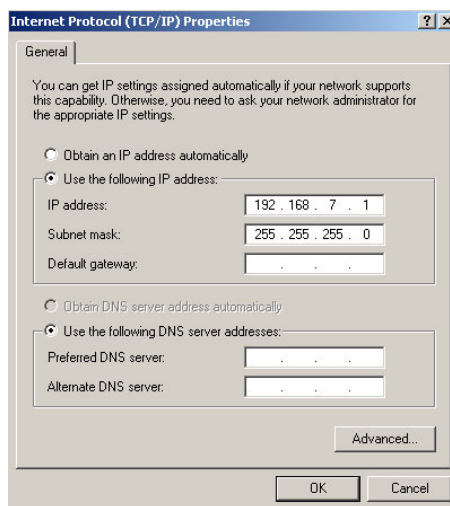 Internet Protocol (TCP/IP) Properties
General
You can get IP settings assigned automatically if your network supports
this capability. Otherwise, you need to ask your network administrator for
the appropriate IP settings.
Obtain an IP address automatically
Use the following IP address:
IP address: 192 . 168 . 7 . 1
Subnet mask: 255 . 255 . 255 . 0
Default gateway: . . .
Obtain DNS server address automatically
Use the following DNS server addresses:
Preferred DNS server: . . .
Alternate DNS server: . . .
Advanced...
OK Cancel